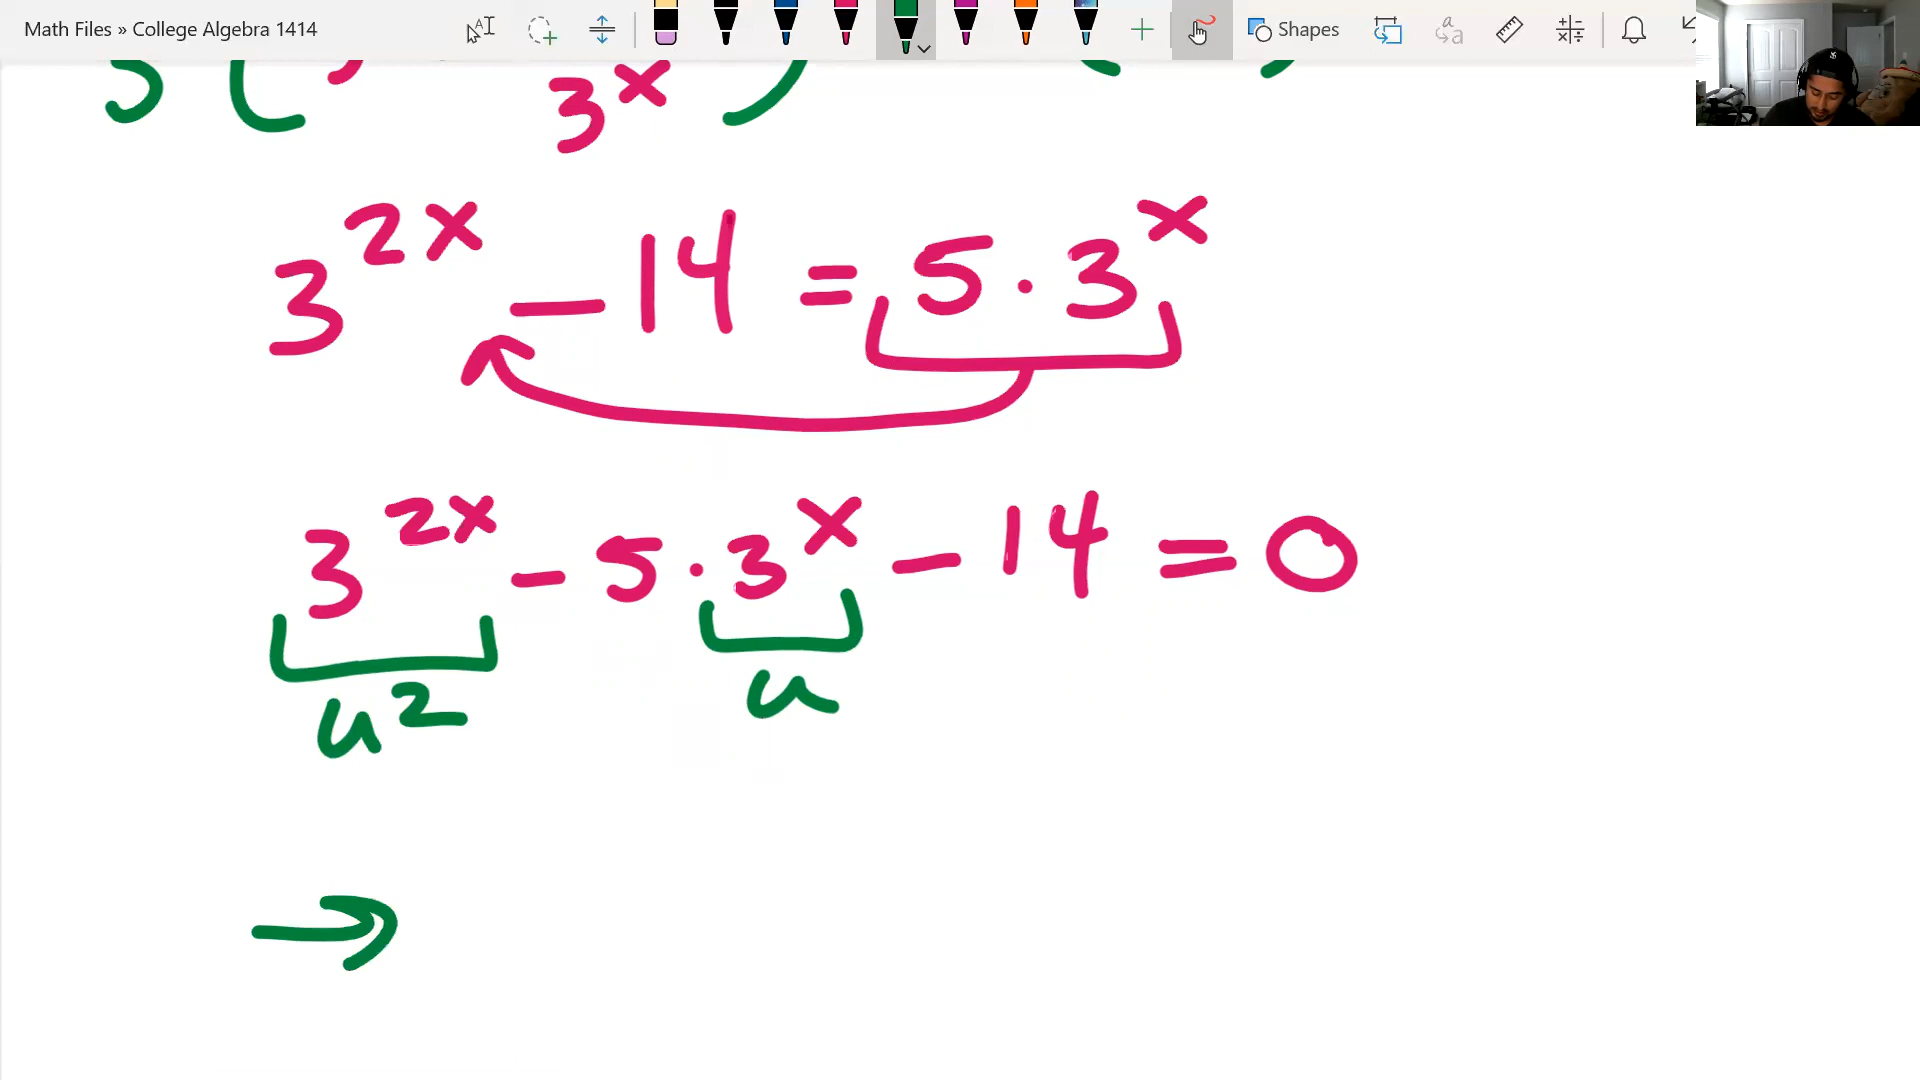 Math Files » College Algebra 1414
Shapes
3^x
3^{2x} - 14 = 5 · 3^x
3^{2x} - 5 · 3^x - 14 = 0
u^2 u
→